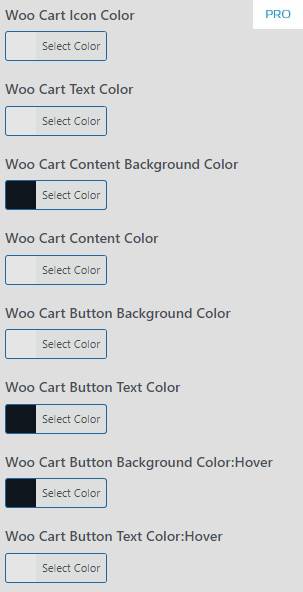 Woo Cart Icon Color
PRO
Select Color
Woo Cart Text Color
Select Color
Woo Cart Content Background Color
Select Color
Woo Cart Content Color
Select Color
Woo Cart Button Background Color
Select Color
Woo Cart Button Text Color
Select Color
Woo Cart Button Background Color:Hover
Select Color
Woo Cart Button Text Color:Hover
Select Color